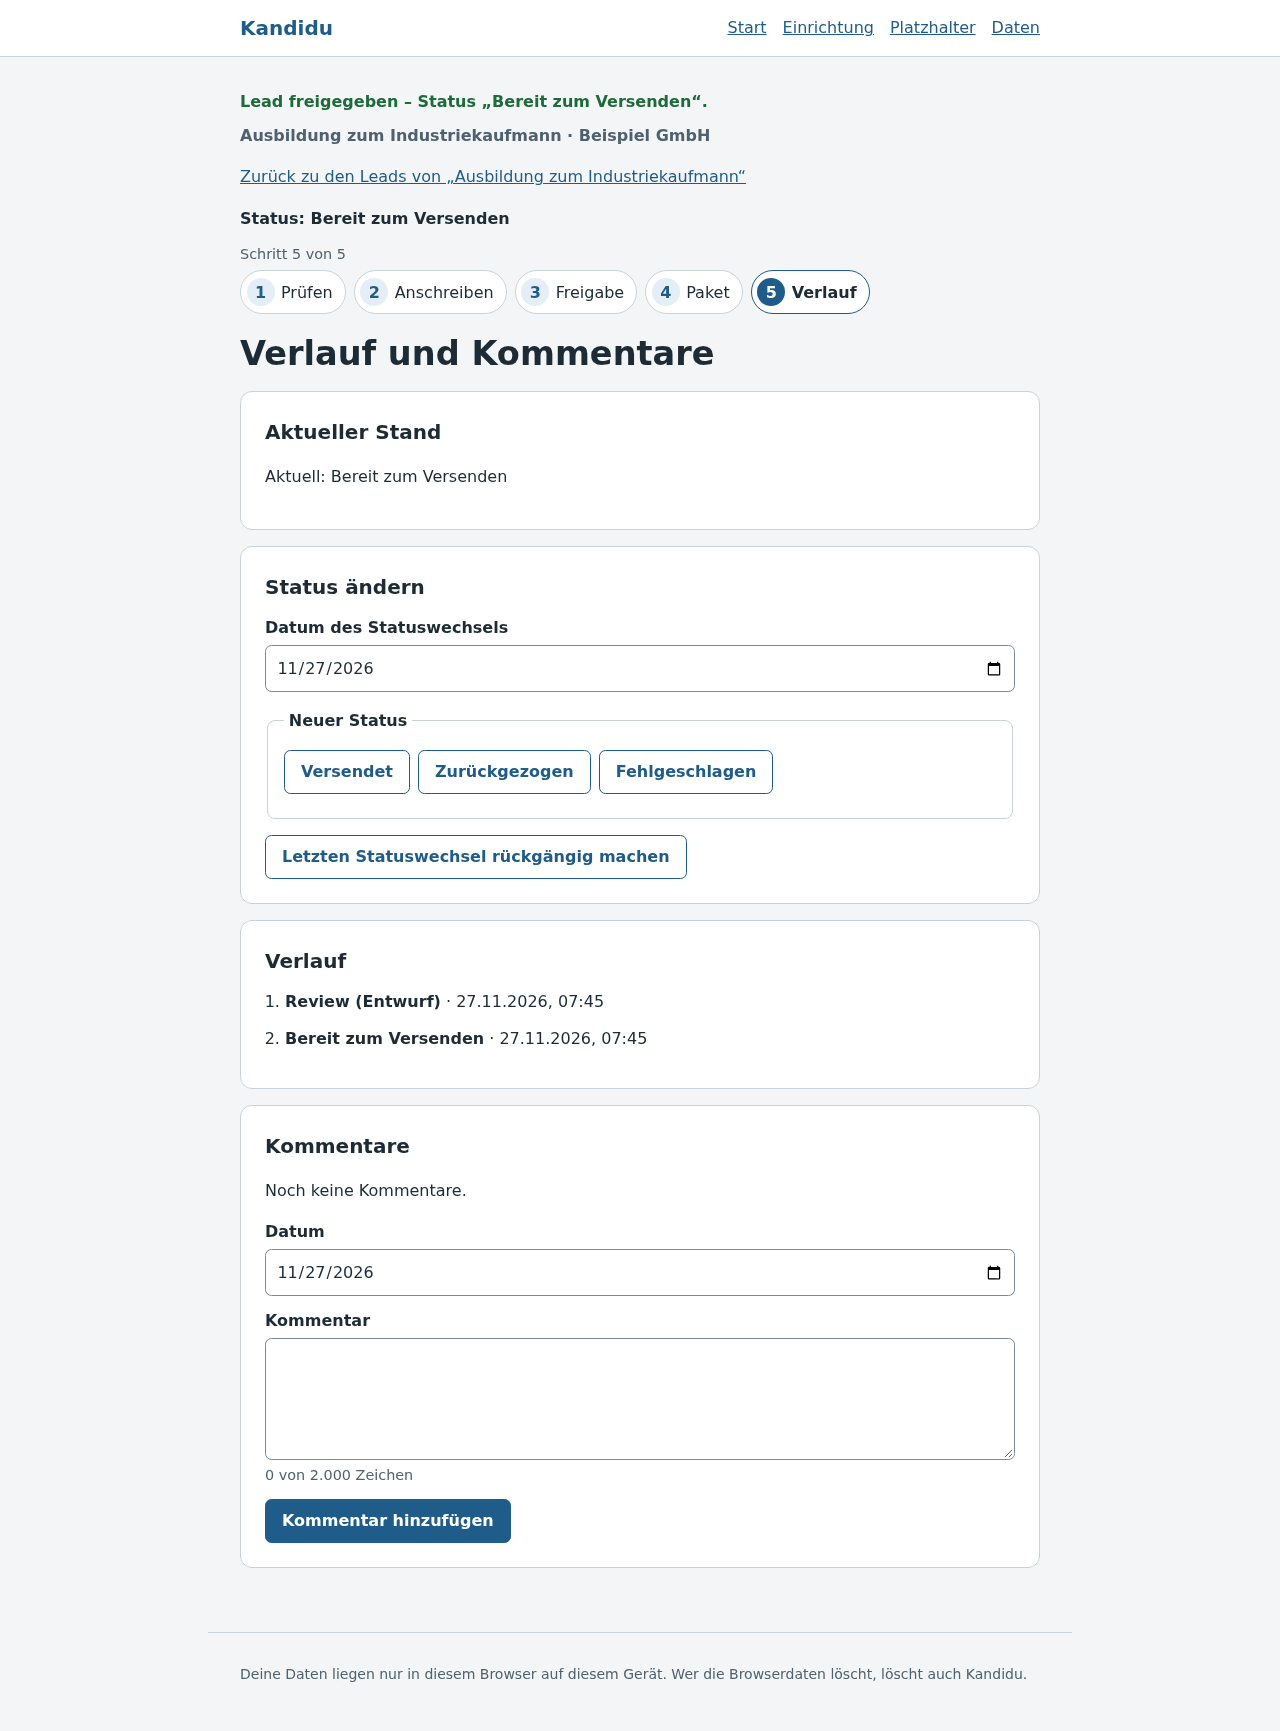 Kandidu
Start Einrichtung Platzhalter Daten
Lead freigegeben – Status „Bereit zum Versenden“.
Ausbildung zum Industriekaufmann · Beispiel GmbH
Zurück zu den Leads von „Ausbildung zum Industriekaufmann“
Status: Bereit zum Versenden
Schritt 5 von 5
1 Prüfen 2 Anschreiben 3 Freigabe 4 Paket 5 Verlauf
Verlauf und Kommentare
Aktueller Stand
Aktuell: Bereit zum Versenden
Status ändern
Datum des Statuswechsels
11/27/2026
Neuer Status
Versendet Zurückgezogen Fehlgeschlagen
Letzten Statuswechsel rückgängig machen
Verlauf
1. Review (Entwurf) · 27.11.2026, 07:45
2. Bereit zum Versenden · 27.11.2026, 07:45
Kommentare
Noch keine Kommentare.
Datum
11/27/2026
Kommentar
0 von 2.000 Zeichen
Kommentar hinzufügen
Deine Daten liegen nur in diesem Browser auf diesem Gerät. Wer die Browserdaten löscht, löscht auch Kandidu.